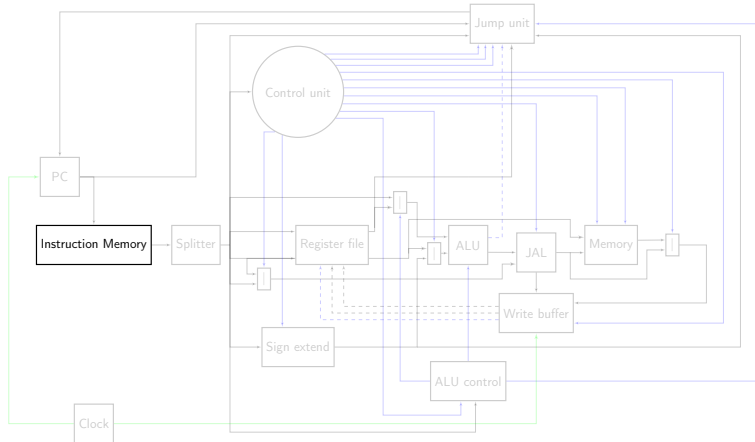 Jump unit
Control unit
PC
Instruction Memory
Splitter
Register file
ALU
JAL
Memory
Write buffer
Sign extend
ALU control
Clock